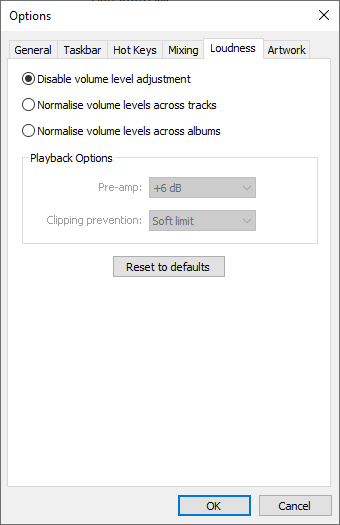 Options
General Taskbar Hot Keys Mixing Loudness Artwork
Disable volume level adjustment
Normalise volume levels across tracks
Normalise volume levels across albums
Playback Options
Pre-amp: +6 dB
Clipping prevention: Soft limit
Reset to defaults
OK Cancel